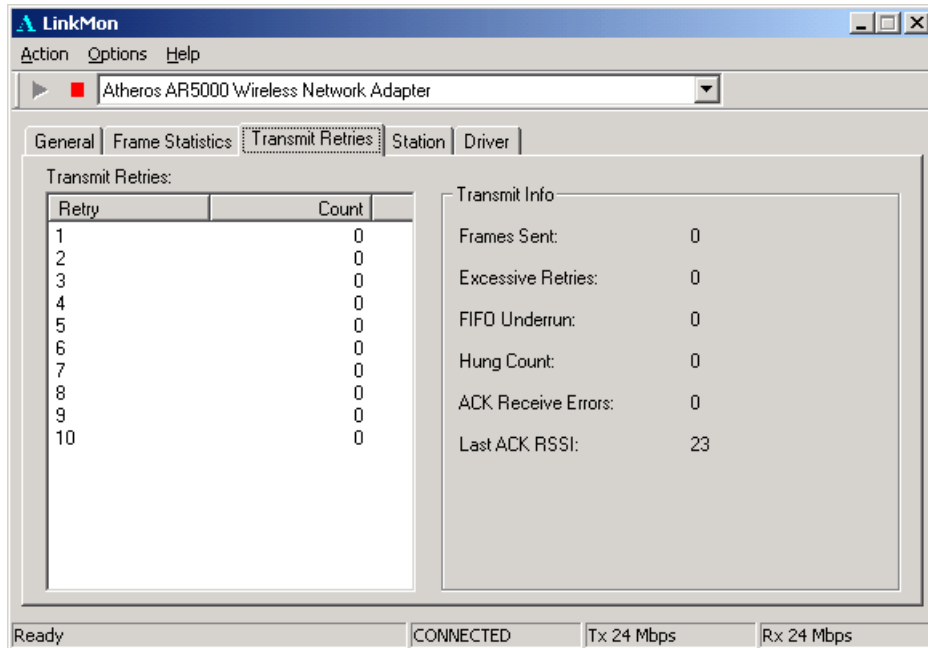 LinkMon
Action Options Help
Atheros AR5000 Wireless Network Adapter
General Frame Statistics Transmit Retries Station Driver
Transmit Retries:
Retry Count
1 0
2 0
3 0
4 0
5 0
6 0
7 0
8 0
9 0
10 0
Transmit Info
Frames Sent: 0
Excessive Retries: 0
FIFO Underrun: 0
Hung Count: 0
ACK Receive Errors: 0
Last ACK RSSI: 23
Ready CONNECTED Tx 24 Mbps Rx 24 Mbps